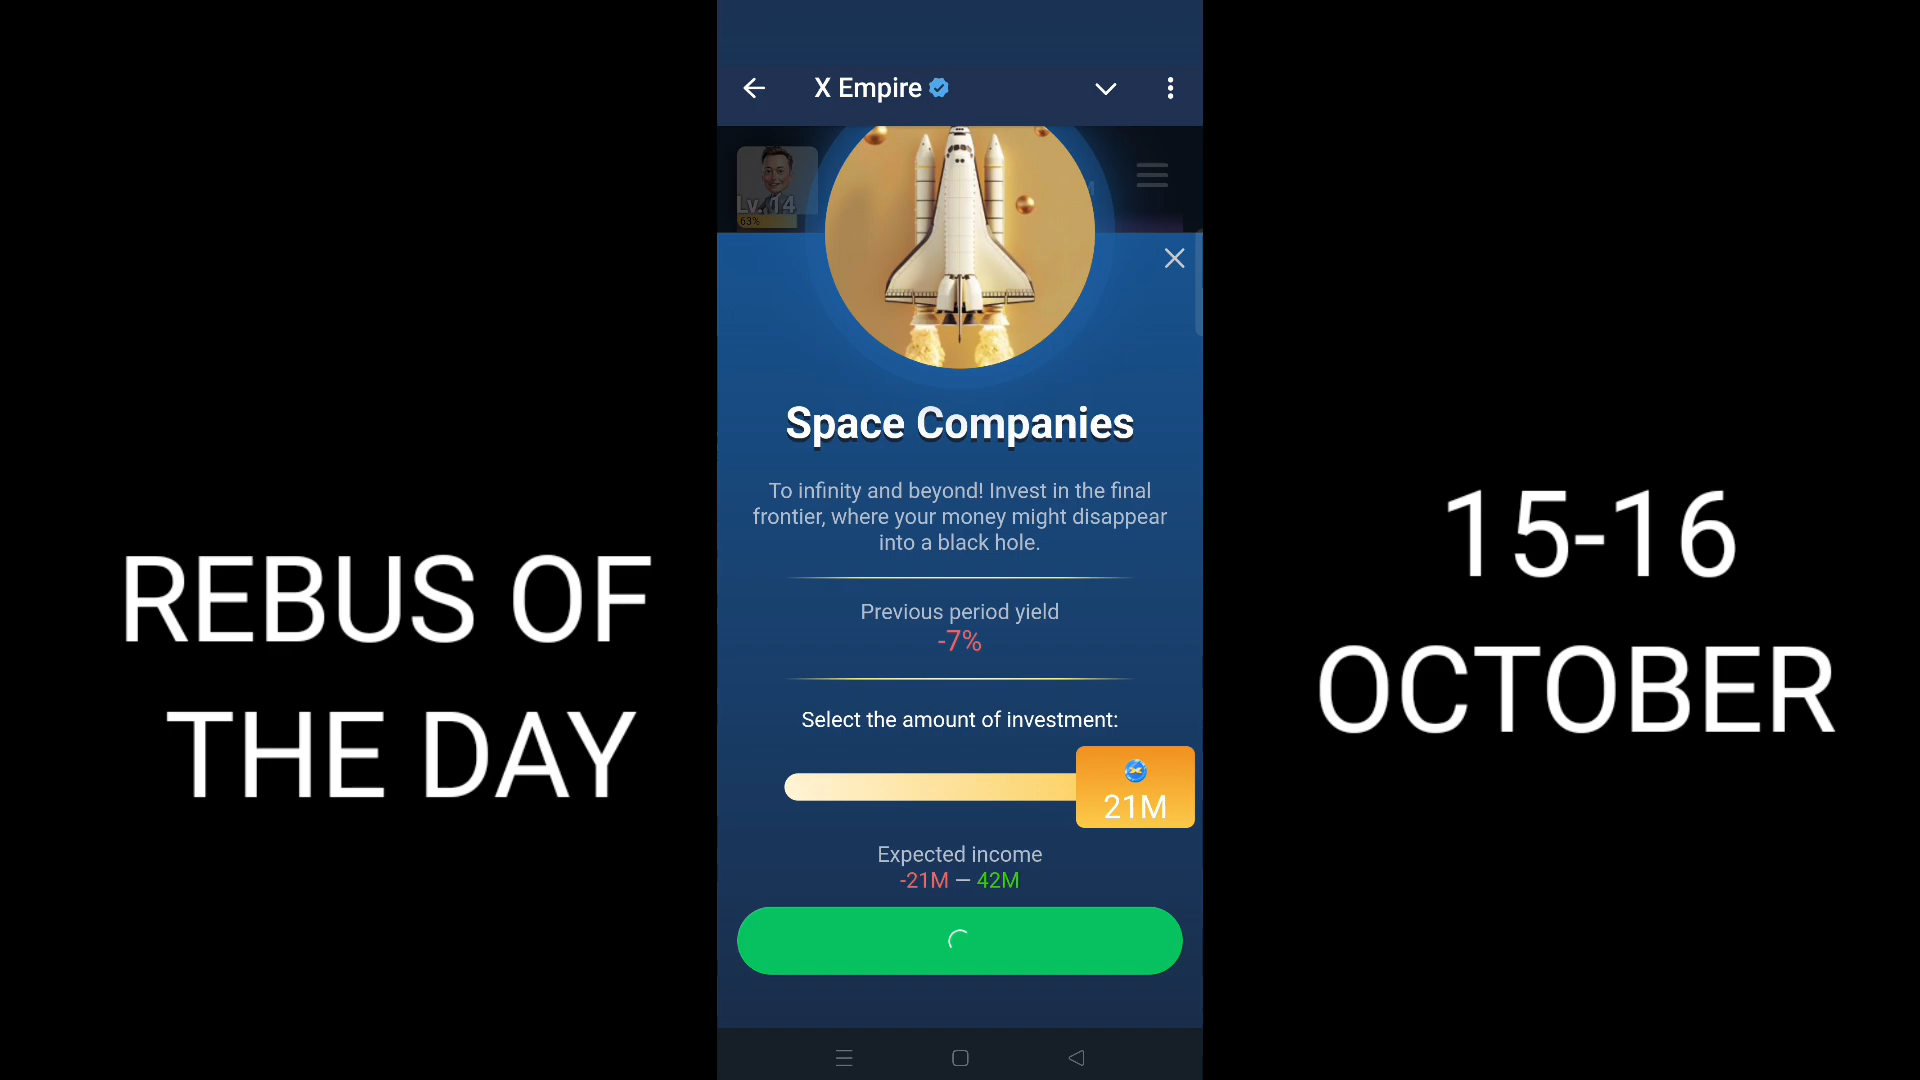 X Empire
Lv. 14
63%
Space Companies
To infinity and beyond! Invest in the final
frontier, where your money might disappear
into a black hole.
Previous period yield
-7%
Select the amount of investment:
21M
Expected income
-21M — 42M
REBUS OF
THE DAY
15-16
OCTOBER